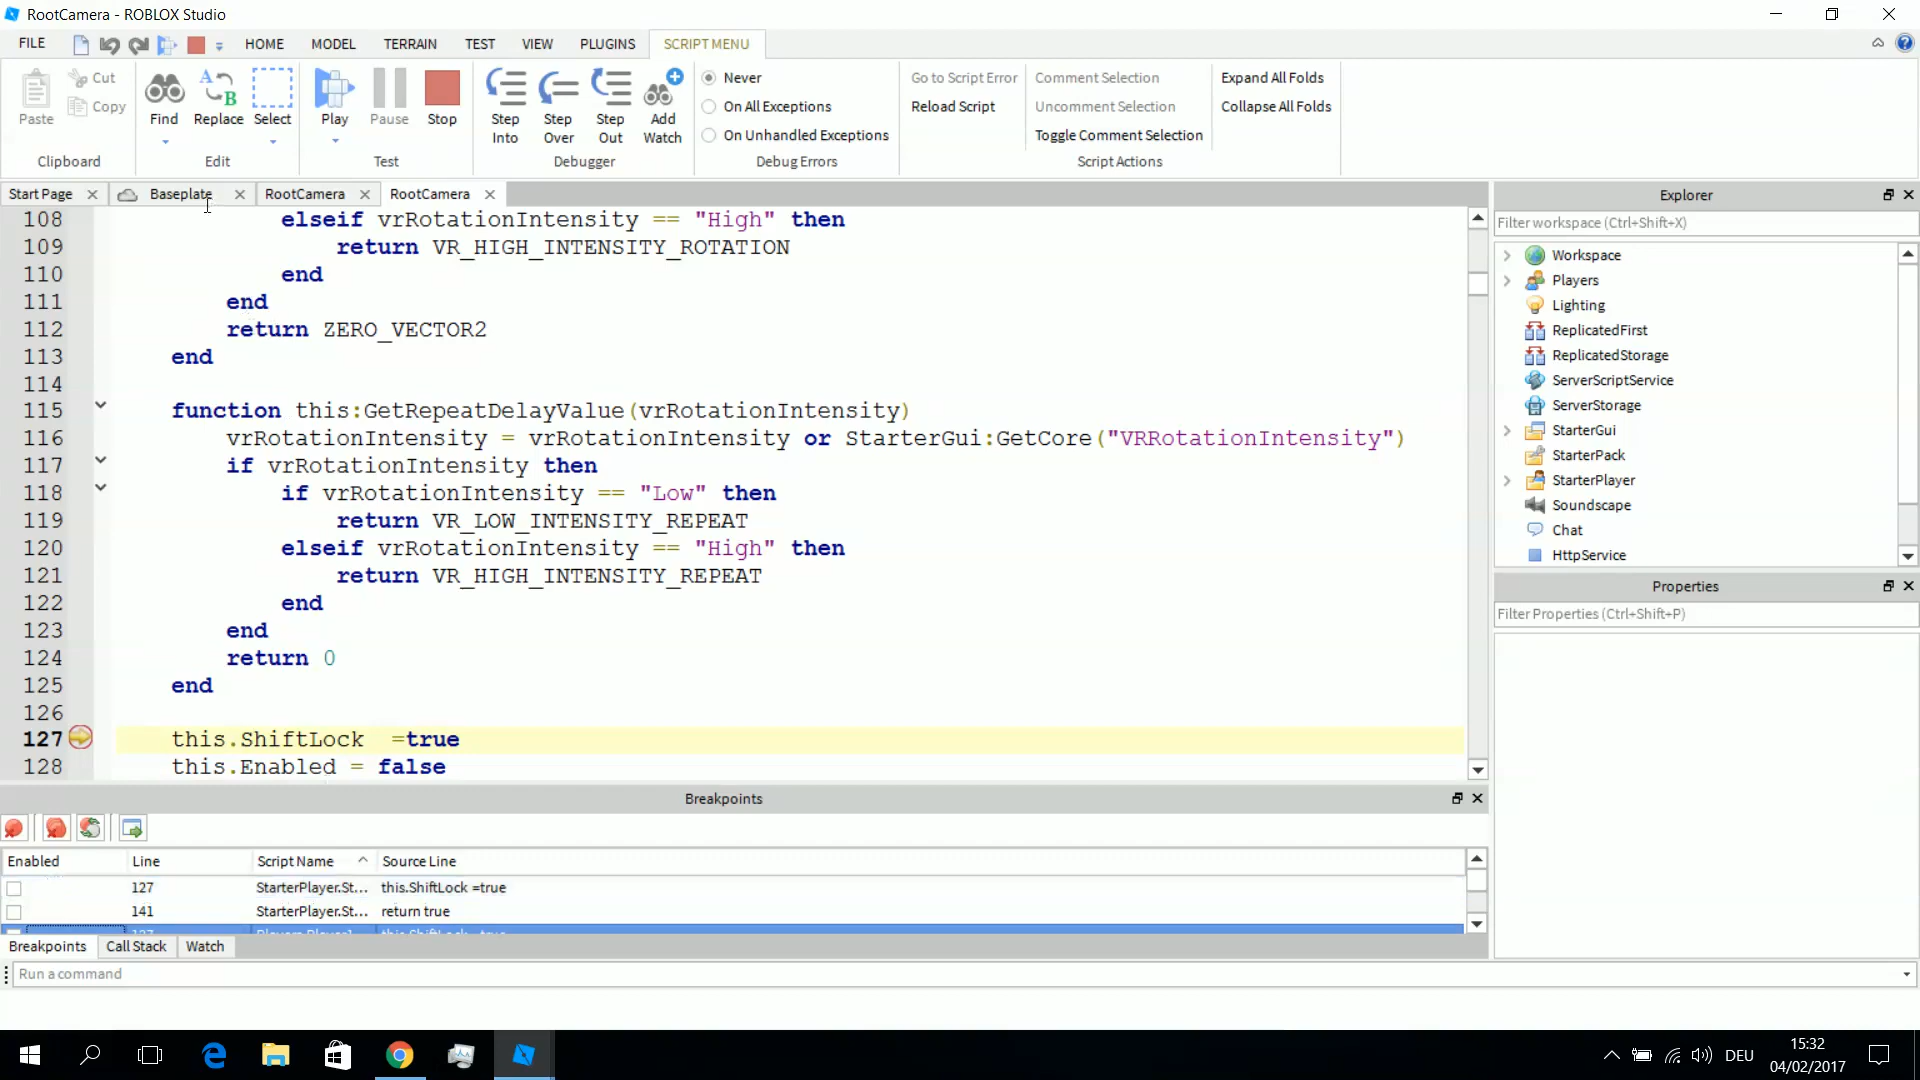 RootCamera - ROBLOX Studio
FILE HOME MODEL TERRAIN TEST VIEW PLUGINS SCRIPT MENU
Paste Cut Copy Find Replace Select Play Pause Stop Step Into Step Over Step Out Add Watch
Never
On All Exceptions
On Unhandled Exceptions
Go to Script Error
Reload Script
Comment Selection
Uncomment Selection
Toggle Comment Selection
Expand All Folds
Collapse All Folds
Clipboard Edit Test Debugger Debug Errors Script Actions
Start Page Baseplate RootCamera RootCamera
108 elseif vrRotationIntensity == "High" then
109 return VR_HIGH_INTENSITY_ROTATION
110 end
111 end
112 return ZERO_VECTOR2
113 end
114
115 function this:GetRepeatDelayValue(vrRotationIntensity)
116 vrRotationIntensity = vrRotationIntensity or StarterGui:GetCore("VRRotationIntensity")
117 if vrRotationIntensity then
118 if vrRotationIntensity == "Low" then
119 return VR_LOW_INTENSITY_REPEAT
120 elseif vrRotationIntensity == "High" then
121 return VR_HIGH_INTENSITY_REPEAT
122 end
123 end
124 return 0
125 end
126
127 this.ShiftLock =true
128 this.Enabled = false
Explorer
Filter workspace (Ctrl+Shift+X)
Workspace
Players
Lighting
ReplicatedFirst
ReplicatedStorage
ServerScriptService
ServerStorage
StarterGui
StarterPack
StarterPlayer
Soundscape
Chat
HttpService
Properties
Filter Properties (Ctrl+Shift+P)
Breakpoints
Enabled Line Script Name Source Line
127 StarterPlayer.St... this.ShiftLock =true
141 StarterPlayer.St... return true
Breakpoints Call Stack Watch
Run a command
DEU
15:32
04/02/2017